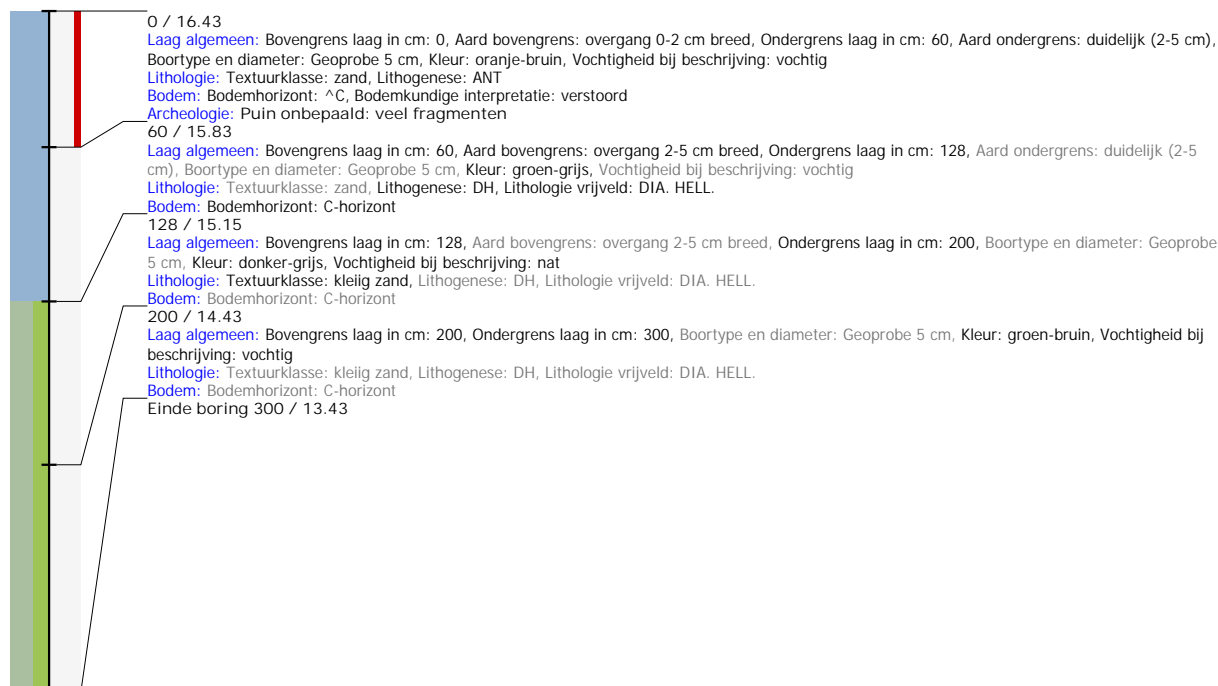 0 / 16.43
Laag algemeen: Bovengrens laag in cm: 0, Aard bovengrens: overgang 0-2 cm breed, Ondergrens laag in cm: 60, Aard ondergrens: duidelijk (2-5 cm),
Boortype en diameter: Geoprobe 5 cm, Kleur: oranje-bruin, Vochtigheid bij beschrijving: vochtig
Lithologie: Textuurklasse: zand, Lithogenese: ANT
Bodem: Bodemhorizont: ^C, Bodemkundige interpretatie: verstoord
Archeologie: Puin onbepaald: veel fragmenten
60 / 15.83
Laag algemeen: Bovengrens laag in cm: 60, Aard bovengrens: overgang 2-5 cm breed, Ondergrens laag in cm: 128, Aard ondergrens: duidelijk (2-5
cm), Boortype en diameter: Geoprobe 5 cm, Kleur: groen-grijs, Vochtigheid bij beschrijving: vochtig
Lithologie: Textuurklasse: zand, Lithogenese: DH, Lithologie vrijveld: DIA. HELL.
Bodem: Bodemhorizont: C-horizont
128 / 15.15
Laag algemeen: Bovengrens laag in cm: 128, Aard bovengrens: overgang 2-5 cm breed, Ondergrens laag in cm: 200, Boortype en diameter: Geoprobe
5 cm, Kleur: donker-grijs, Vochtigheid bij beschrijving: nat
Lithologie: Textuurklasse: kleiig zand, Lithogenese: DH, Lithologie vrijveld: DIA. HELL.
Bodem: Bodemhorizont: C-horizont
200 / 14.43
Laag algemeen: Bovengrens laag in cm: 200, Ondergrens laag in cm: 300, Boortype en diameter: Geoprobe 5 cm, Kleur: groen-bruin, Vochtigheid bij
beschrijving: vochtig
Lithologie: Textuurklasse: kleiig zand, Lithogenese: DH, Lithologie vrijveld: DIA. HELL.
Bodem: Bodemhorizont: C-horizont
Einde boring 300 / 13.43